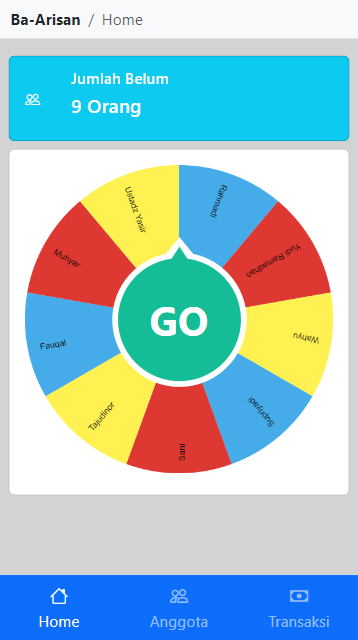 Ba-Arisan / Home
Jumlah Belum
9 Orang
Rahmadi
Yudi Ramadhan
Wahyu
Supriyadi
Sani
Tajudinor
Fauqal
Muhyar
Ustadz Yasir
GO
Home
Anggota
Transaksi